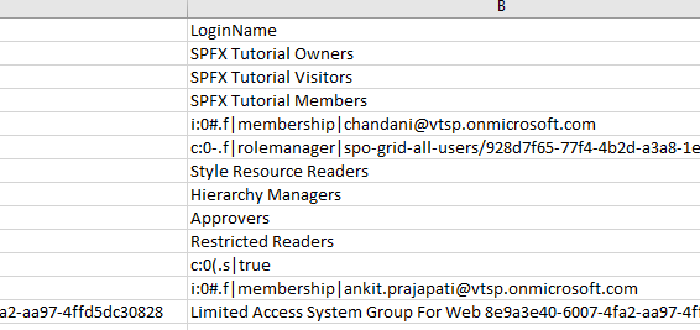 B
LoginName
SPFX Tutorial Owners
SPFX Tutorial Visitors
SPFX Tutorial Members
i:0#.f|membership|chandani@vtsp.onmicrosoft.com
c:0-.f|rolemanager|spo-grid-all-users/928d7f65-77f4-4b2d-a3a8-1e
Style Resource Readers
Hierarchy Managers
Approvers
Restricted Readers
c:0(.s|true
i:0#.f|membership|ankit.prajapati@vtsp.onmicrosoft.com
a2-aa97-4ffd5dc30828 Limited Access System Group For Web 8e9a3e40-6007-4fa2-aa97-4f